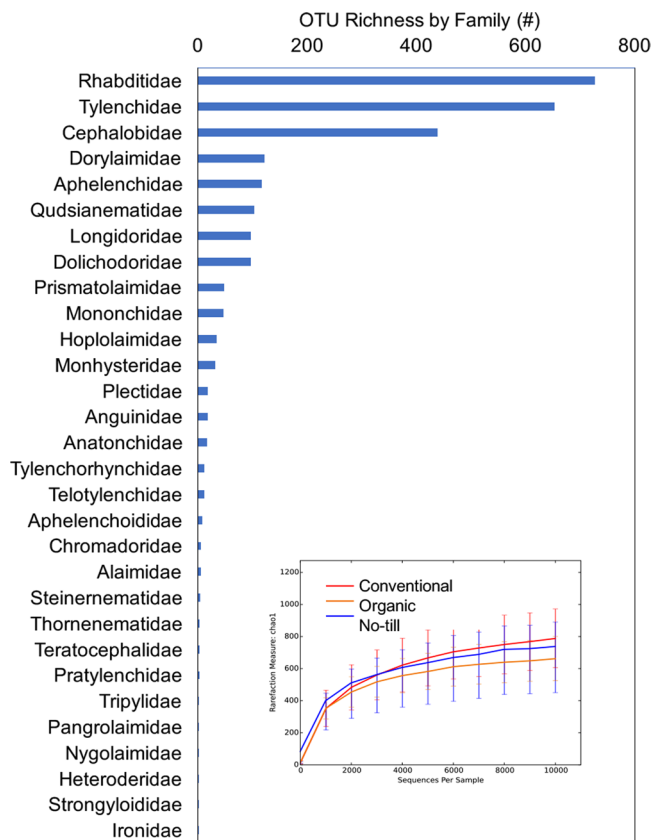 OTU Richness by Family (#)
0 200 400 600 800
Rhabditidae
Tylenchidae
Cephalobidae
Dorylaimidae
Aphelenchidae
Qudsianematidae
Longidoridae
Dolichodoridae
Prismatolaimidae
Mononchidae
Hoplolaimidae
Monhysteridae
Plectidae
Anguinidae
Anatonchidae
Tylenchorhynchidae
Telotylenchidae
Aphelenchoididae
Chromadoridae
Alaimidae
Steinernematidae
Thornenematidae
Teratocephalidae
Pratylenchidae
Tripylidae
Pangrolaimidae
Nygolaimidae
Heteroderidae
Strongyloididae
Ironidae
Rarefaction Measure: chao1
1200
1000
800
600
400
200
0
Conventional
Organic
No-till
0 2000 4000 6000 8000 10000
Sequences Per Sample